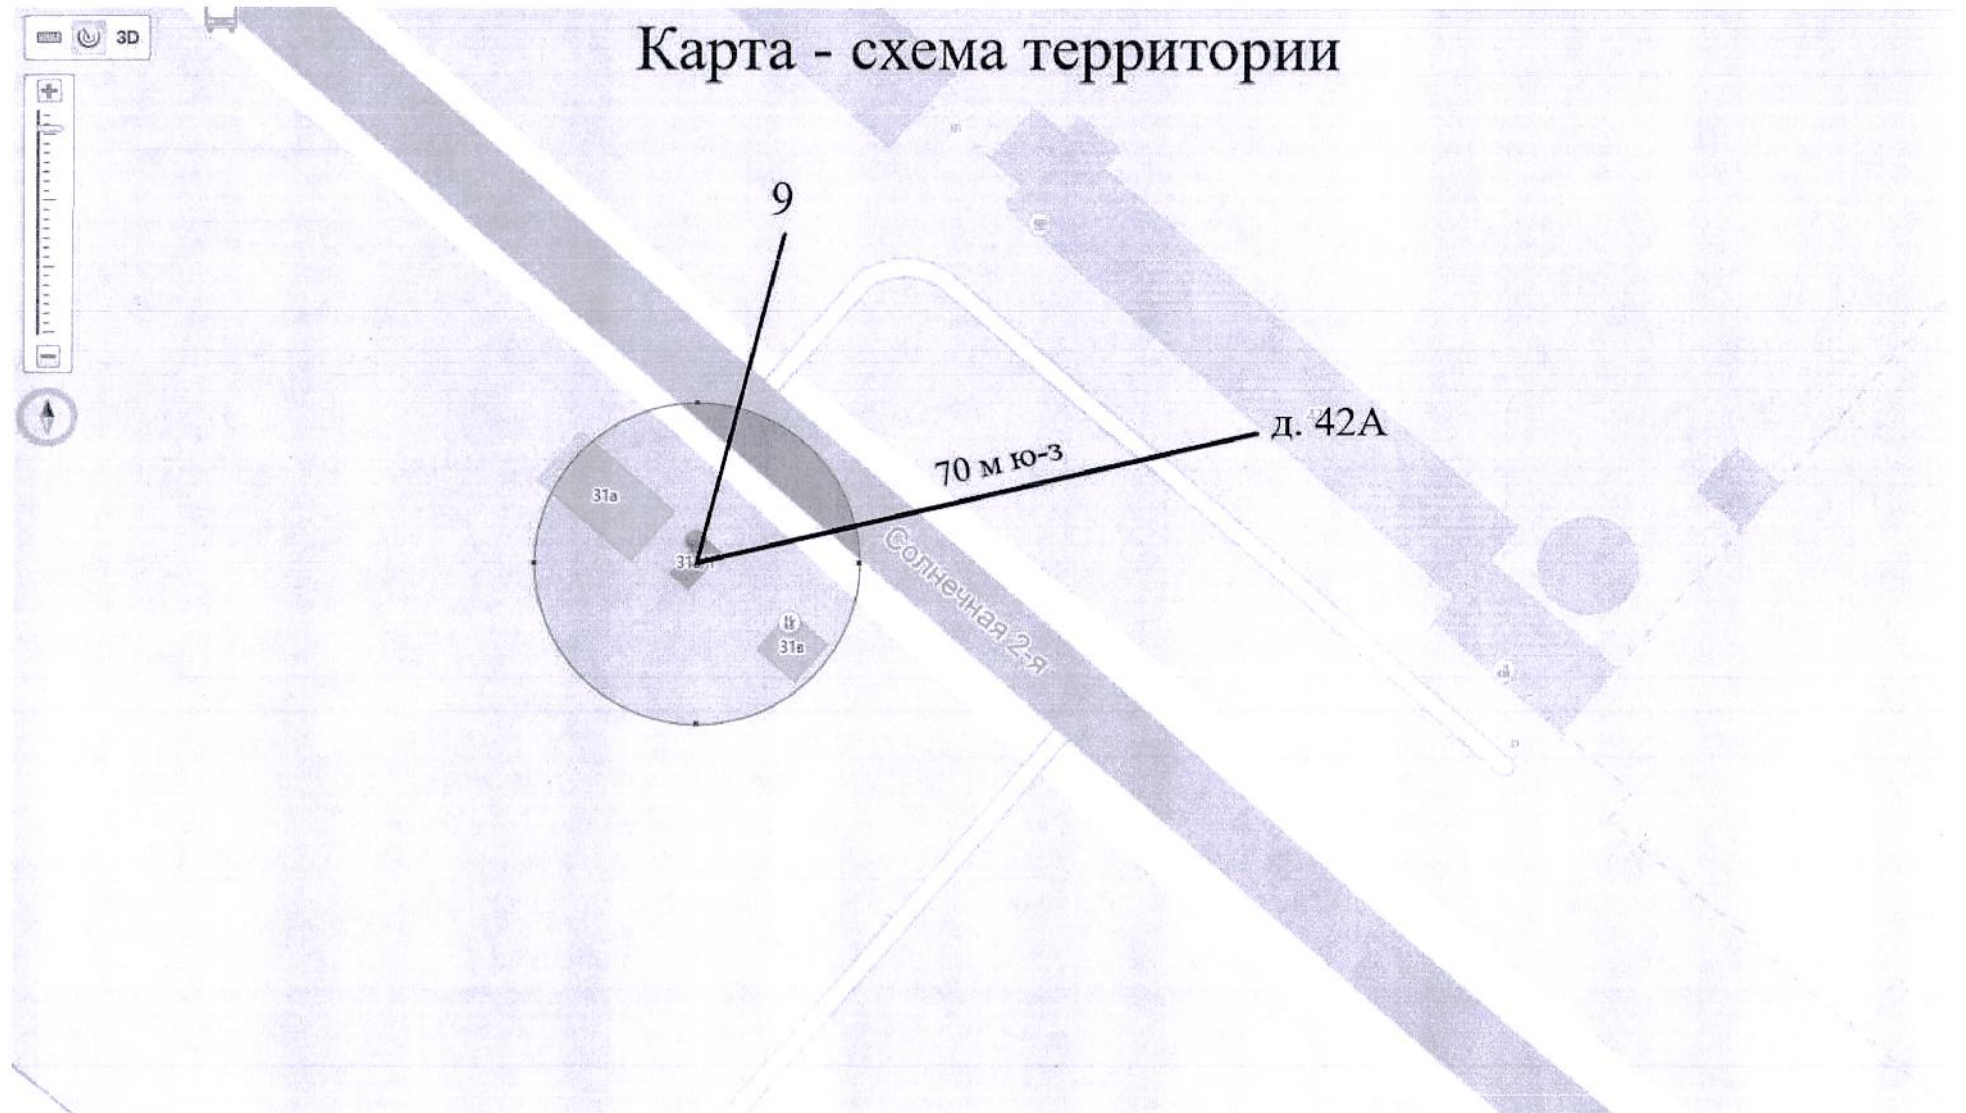 3D
Карта - схема территории
9
д. 42А
70 м ю-з
31а
31в
Солнечная 2-я